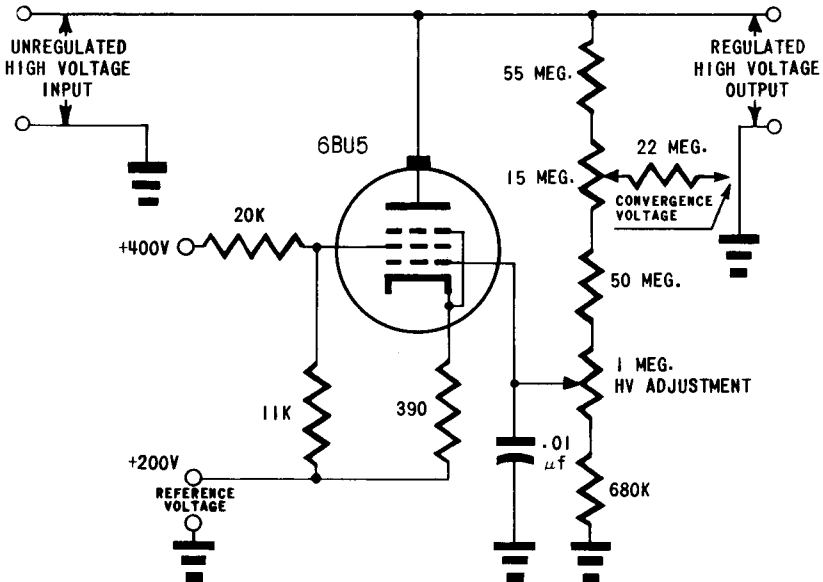 UNREGULATED
HIGH VOLTAGE
INPUT
REGULATED
HIGH VOLTAGE
OUTPUT
55 MEG.
6BU5
22 MEG.
15 MEG.
CONVERGENCE
VOLTAGE
20K
+400V
50 MEG.
1 MEG.
HV ADJUSTMENT
11K
390
.01
μf
+200V
REFERENCE
VOLTAGE
680K